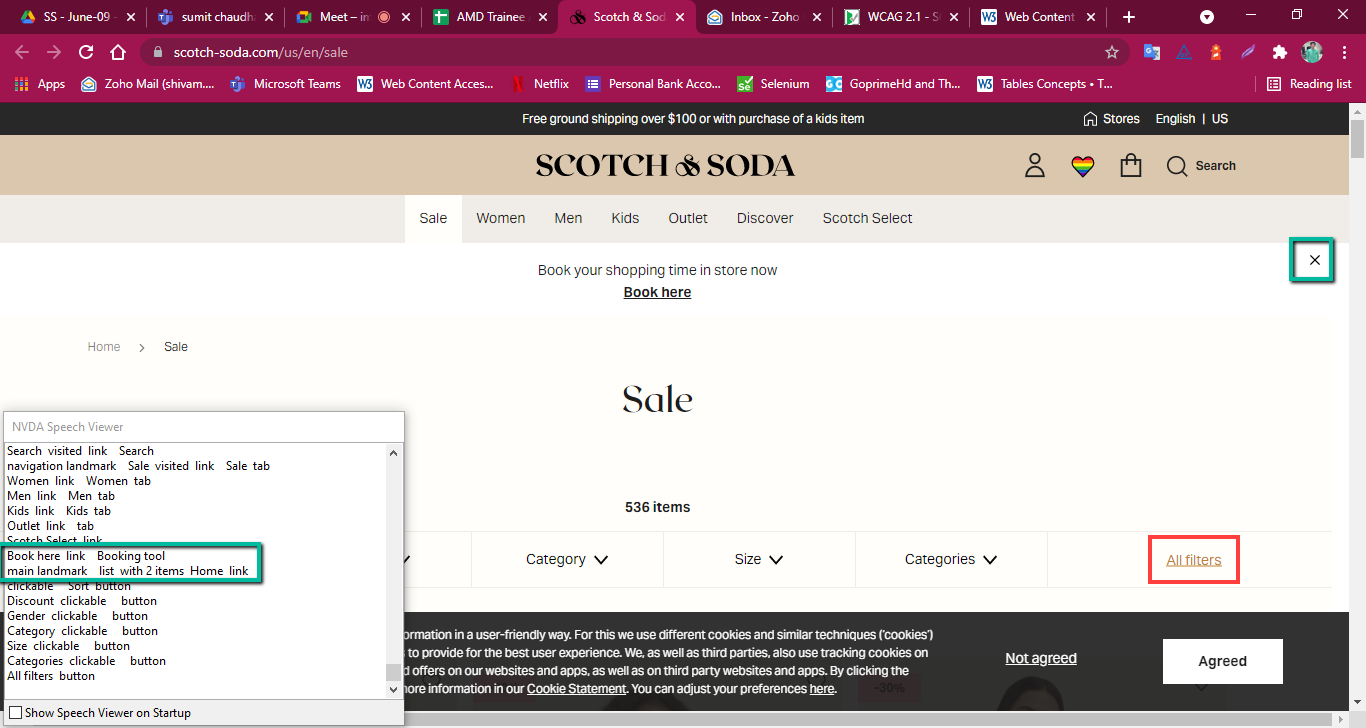 SS - June-09 -
sumit chaudha
Meet – in
AMD Trainee
Scotch & Sod
Inbox - Zoho
WCAG 2.1 - S
Web Content
scotch-soda.com/us/en/sale
Apps
Zoho Mail (shivam....
Microsoft Teams
Web Content Acces...
Netflix
Personal Bank Acco...
Selenium
GoprimeHd and Th...
Tables Concepts • T...
Reading list
Free ground shipping over $100 or with purchase of a kids item
Stores
English | US
SCOTCH & SODA
Search
Sale
Women
Men
Kids
Outlet
Discover
Scotch Select
Book your shopping time in store now
Book here
Home
Sale
Sale
536 items
Category
Size
Categories
All filters
NVDA Speech Viewer
Search visited link Search
navigation landmark Sale visited link Sale tab
Women link Women tab
Men link Men tab
Kids link Kids tab
Outlet link tab
Scotch Select link
Book here link Booking tool
main landmark list with 2 items Home link
clickable Sort button
Discount clickable button
Gender clickable button
Category clickable button
Size clickable button
Categories clickable button
All filters button
Show Speech Viewer on Startup
ormation in a user-friendly way. For this we use different cookies and similar techniques ('cookies')
to provide for the best user experience. We, as well as third parties, also use tracking cookies on
d offers on our websites and apps, as well as on third party websites and apps. By clicking the
more information in our Cookie Statement. You can adjust your preferences here.
Not agreed
Agreed
-30%